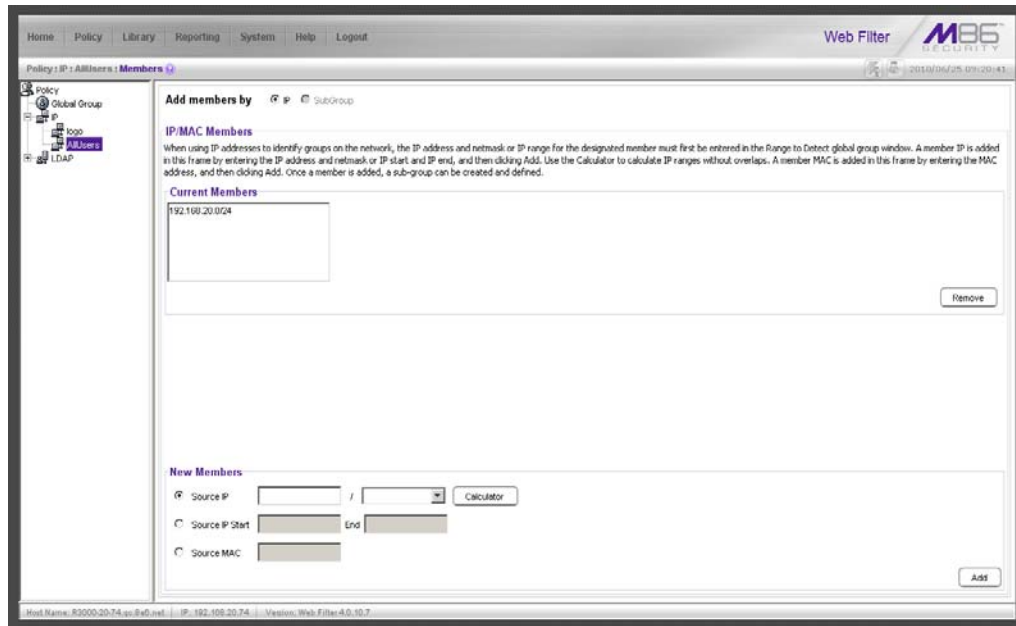 Home Policy Library Reporting System Help Logout
Web Filter
M86
SECURITY
Policy : IP : AllUsers : Members
2010/06/25 09:20:41
Policy
Global Group
IP
logo
AllUsers
LDAP
Add members by IP SubGroup
IP/MAC Members
When using IP addresses to identify groups on the network, the IP address and netmask or IP range for the designated member must first be entered in the Range to Detect global group window. A member IP is added
in this frame by entering the IP address and netmask or IP start and IP end, and then clicking Add. Use the Calculator to calculate IP ranges without overlaps. A member MAC is added in this frame by entering the MAC
address, and then clicking Add. Once a member is added, a sub-group can be created and defined.
Current Members
192.168.20.0/24
Remove
New Members
Source IP / Calculator
Source IP Start End
Source MAC
Add
Host Name: R3000-20-74.qc.8e6.net IP: 192.168.20.74 Version: Web Filter 4.0.10.7